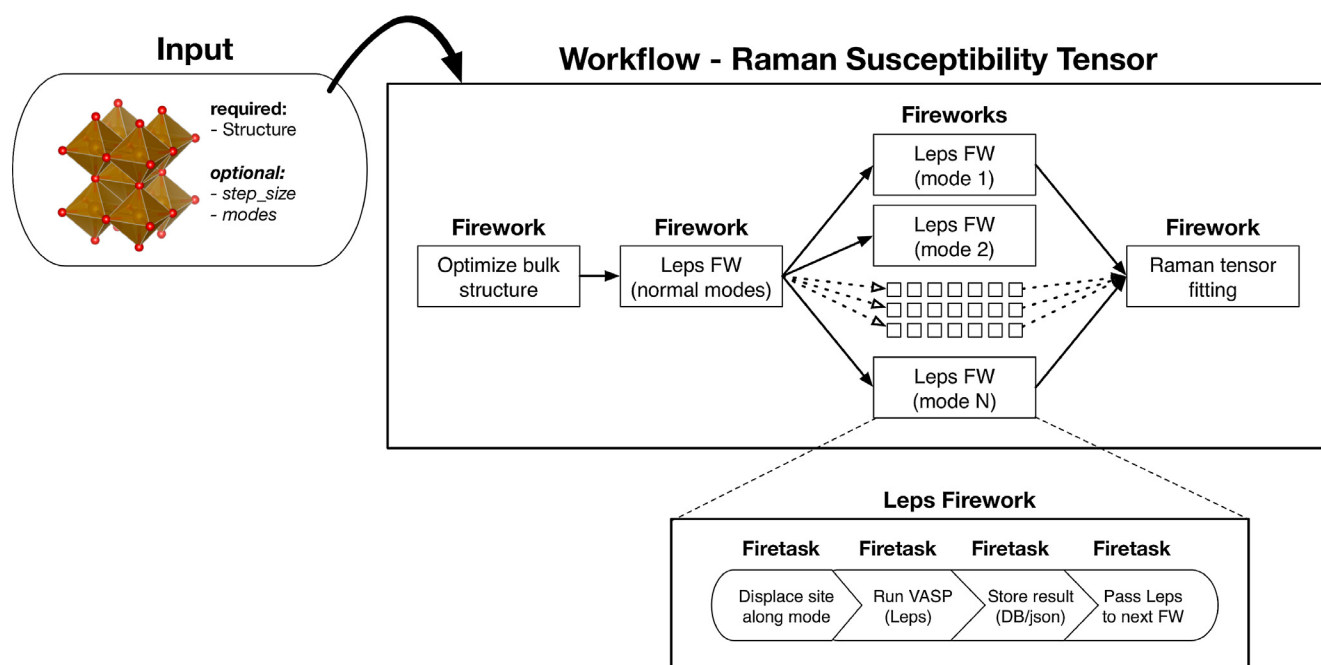 Input
required:
- Structure
optional:
- step_size
- modes
Workflow - Raman Susceptibility Tensor
Firework
Optimize bulk
structure
Firework
Leps FW
(normal modes)
Fireworks
Leps FW
(mode 1)
Leps FW
(mode 2)
Leps FW
(mode N)
Firework
Raman tensor
fitting
Leps Firework
Firetask
Displace site
along mode
Firetask
Run VASP
(Leps)
Firetask
Store result
(DB/json)
Firetask
Pass Leps
to next FW